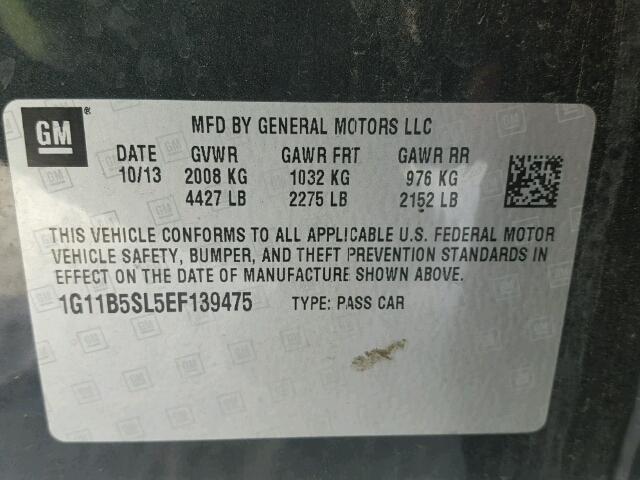 GM ® MFD BY GENERAL MOTORS LLC
DATE GVWR GAWR FRT GAWR RR
10/13 2008 KG 1032 KG 976 KG
4427 LB 2275 LB 2152 LB
THIS VEHICLE CONFORMS TO ALL APPLICABLE U.S. FEDERAL MOTOR
VEHICLE SAFETY, BUMPER, AND THEFT PREVENTION STANDARDS IN
EFFECT ON THE DATE OF MANUFACTURE SHOWN ABOVE.
1G11B5SL5EF139475 TYPE: PASS CAR